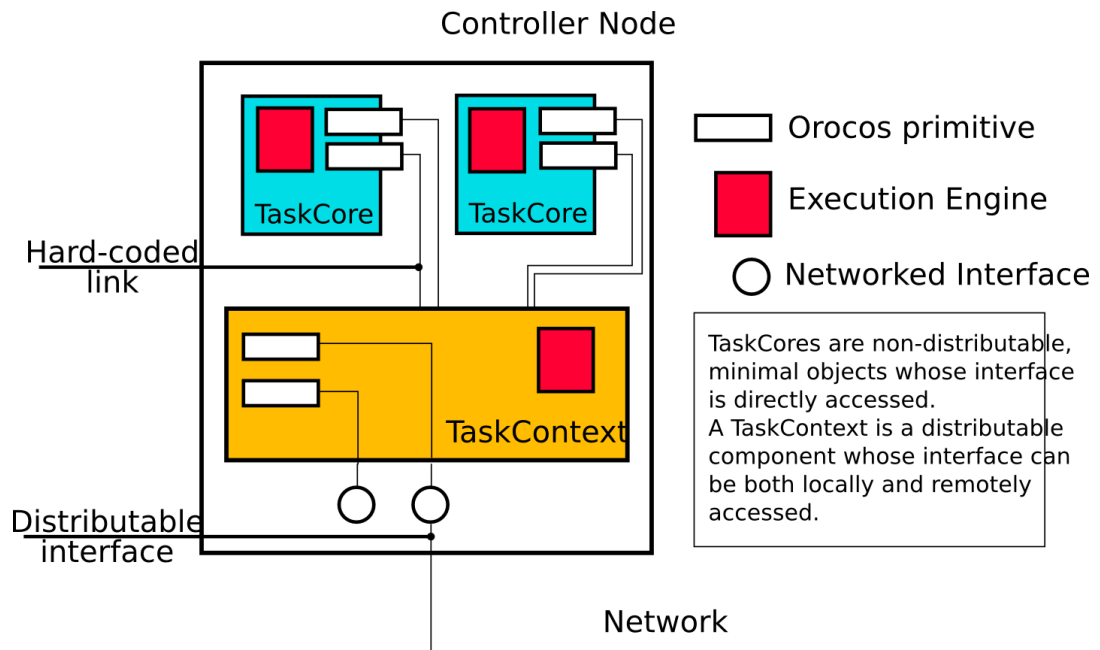 Controller Node
TaskCore
TaskCore
Hard-coded
link
TaskContext
Distributable
interface
Network
Orocos primitive
Execution Engine
Networked Interface
TaskCores are non-distributable,
minimal objects whose interface
is directly accessed.
A TaskContext is a distributable
component whose interface can
be both locally and remotely
accessed.